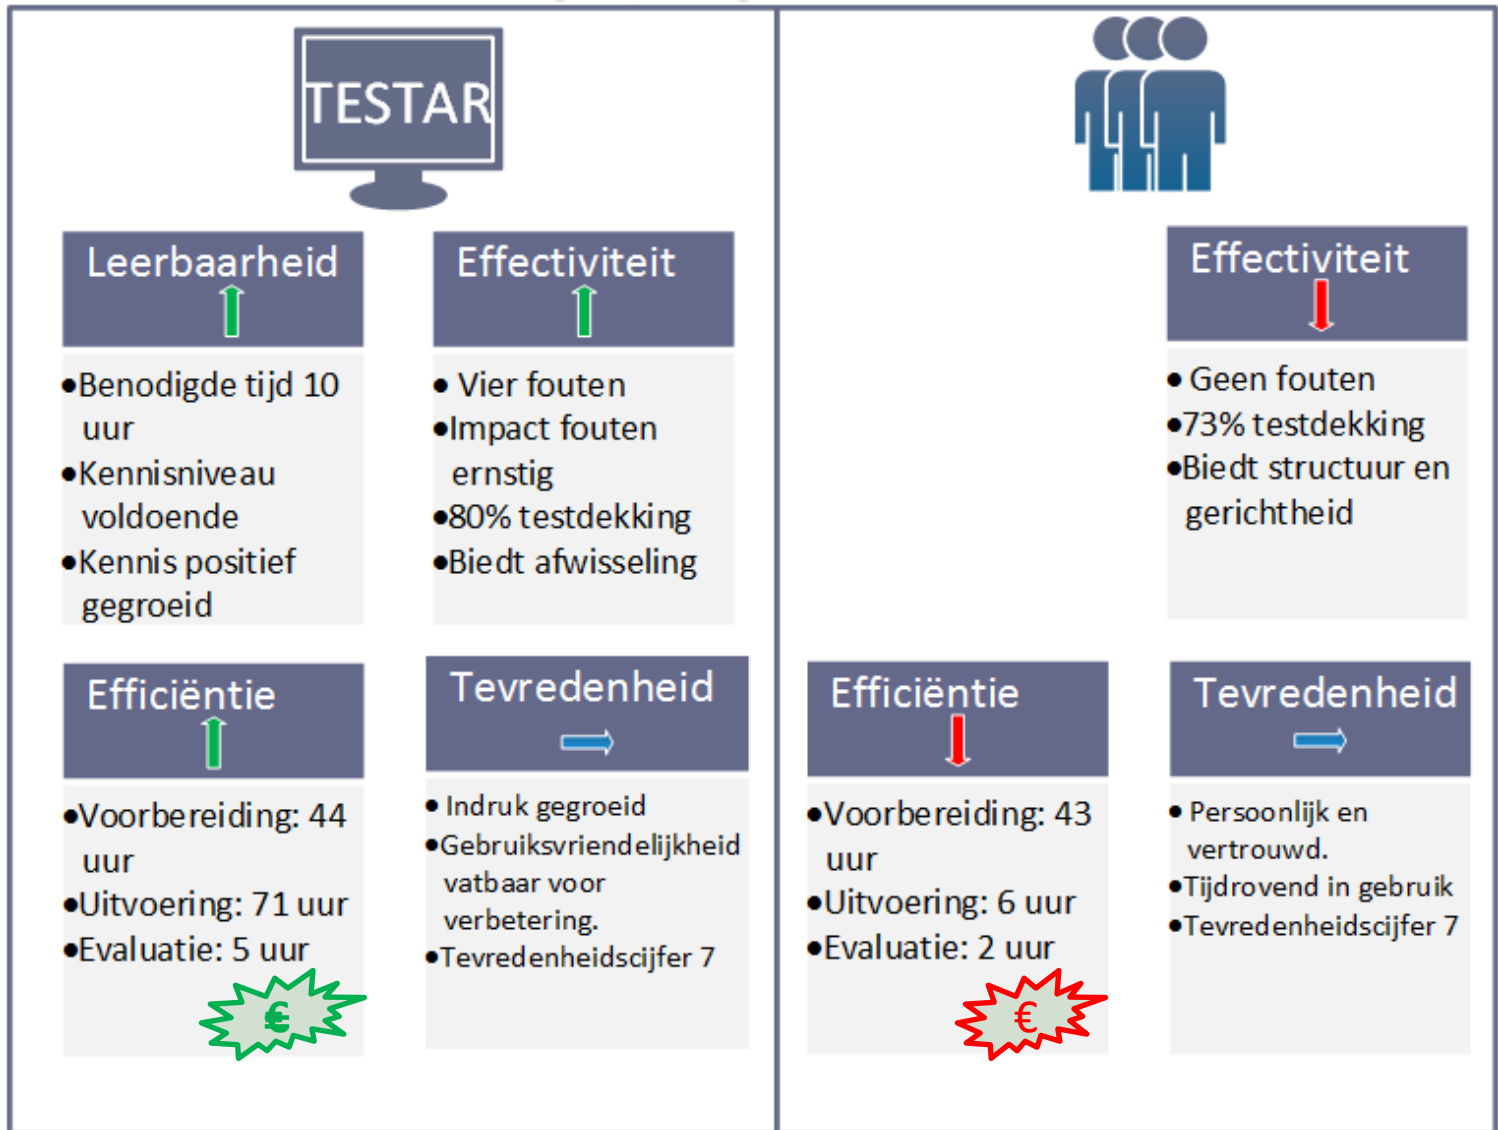 TESTAR
Leerbaarheid
•Benodigde tijd 10
uur
•Kennisniveau
voldoende
•Kennis positief
gegroeid
Effectiviteit
• Vier fouten
•Impact fouten
ernstig
•80% testdekking
•Biedt afwisseling
Efficiëntie
•Voorbereiding: 44
uur
•Uitvoering: 71 uur
•Evaluatie: 5 uur
€
Tevredenheid
• Indruk gegroeid
•Gebruiksvriendelijkheid
vatbaar voor
verbetering.
•Tevredenheidscijfer 7
Effectiviteit
• Geen fouten
•73% testdekking
•Biedt structuur en
gerichtheid
Efficiëntie
•Voorbereiding: 43
uur
•Uitvoering: 6 uur
•Evaluatie: 2 uur
€
Tevredenheid
• Persoonlijk en
vertrouwd.
•Tijdrovend in gebruik
•Tevredenheidscijfer 7